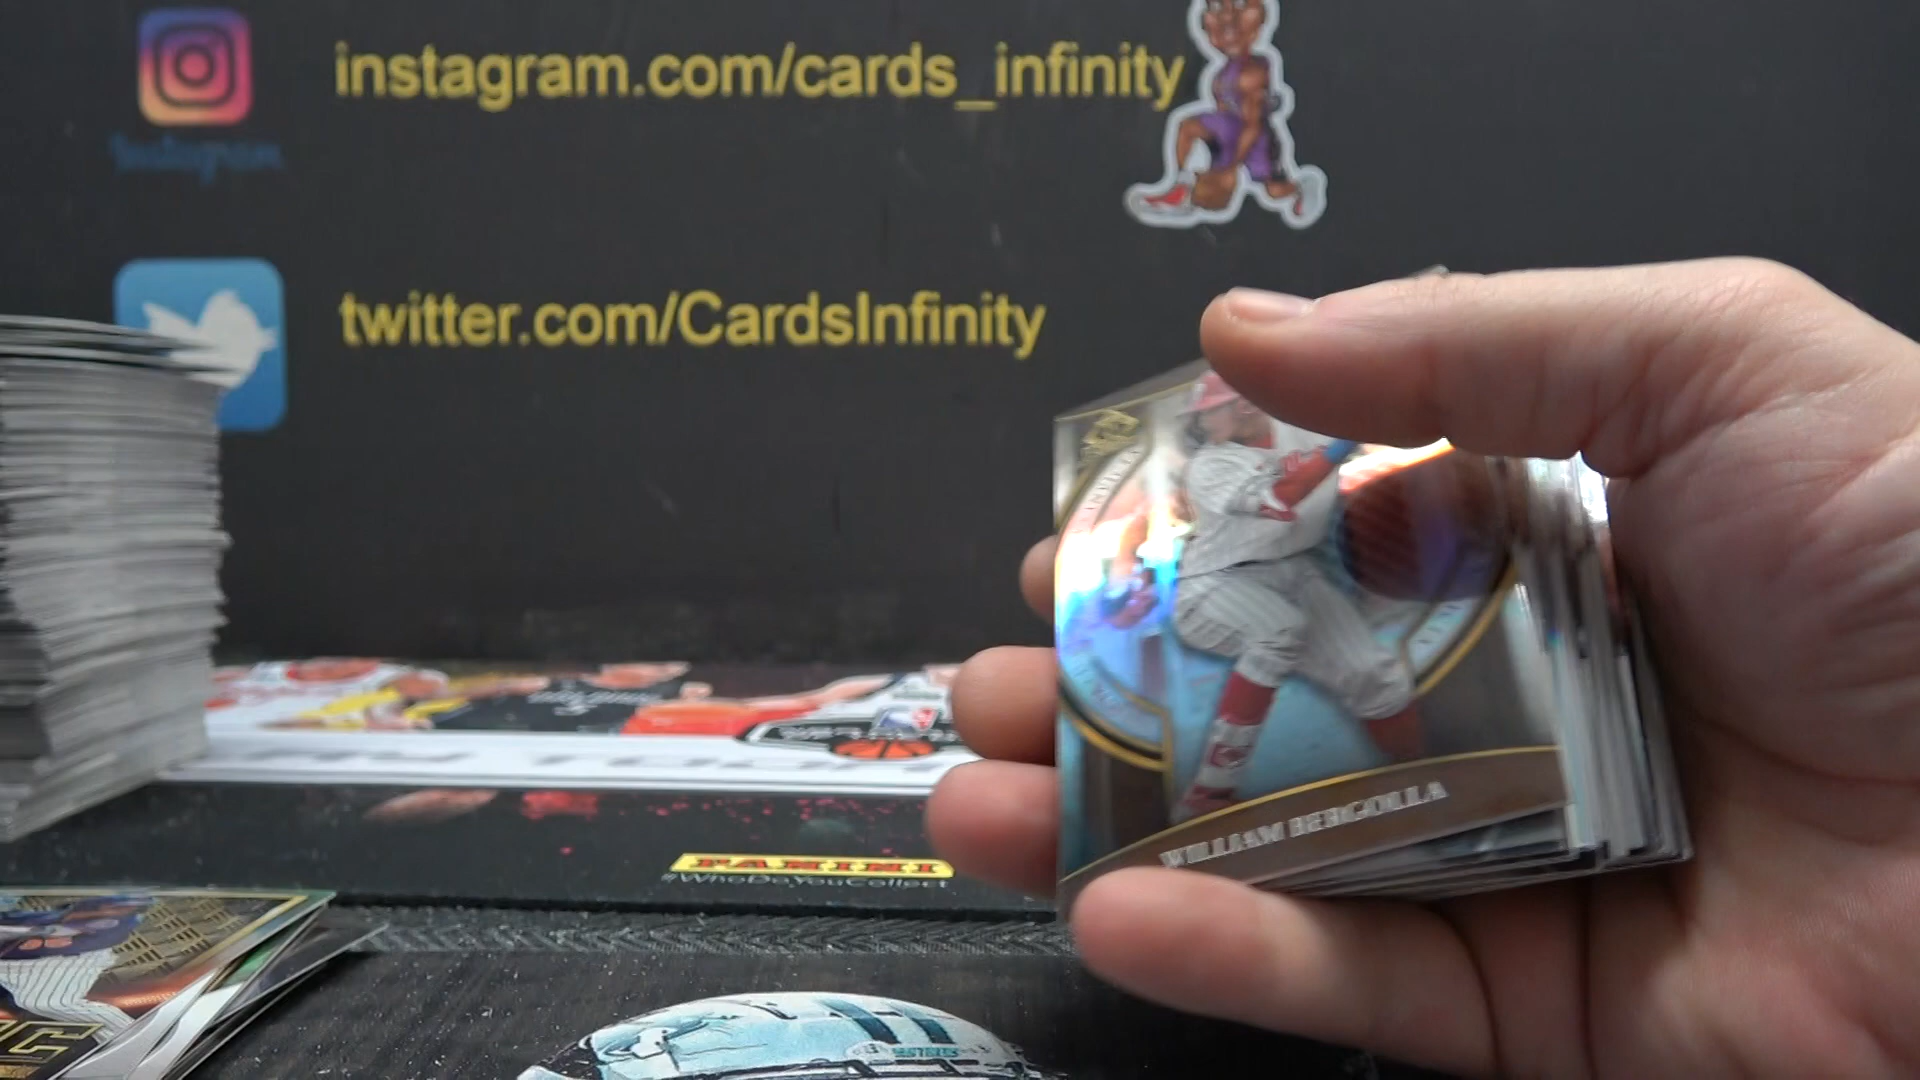 instagram.com/cards_infinity
Instagram
twitter.com/CardsInfinity
WILLIAM BERGOLLA
PANINI
#WhoDoYouCollect